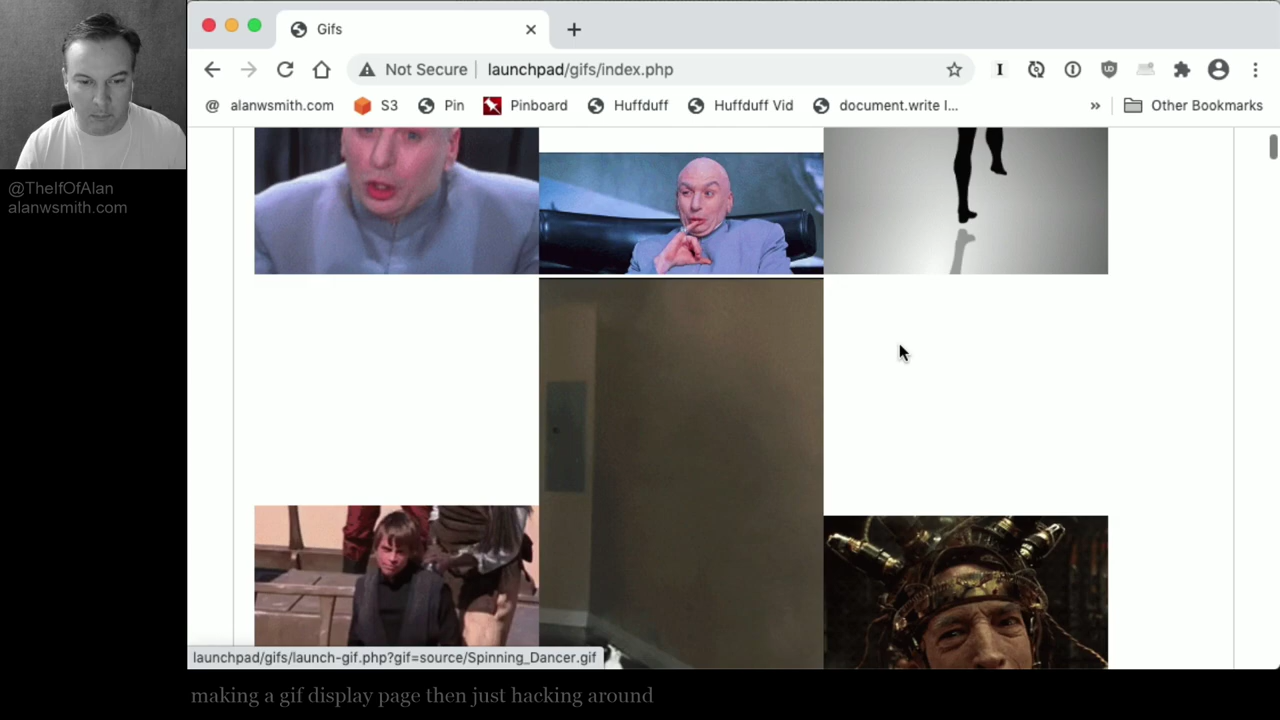 Gifs
Not Secure launchpad/gifs/index.php
@ alanwsmith.com S3 Pin Pinboard Huffduff Huffduff Vid document.write I... » Other Bookmarks
@TheIfOfAlan
alanwsmith.com
launchpad/gifs/launch-gif.php?gif=source/Spinning_Dancer.gif
making a gif display page then just hacking around